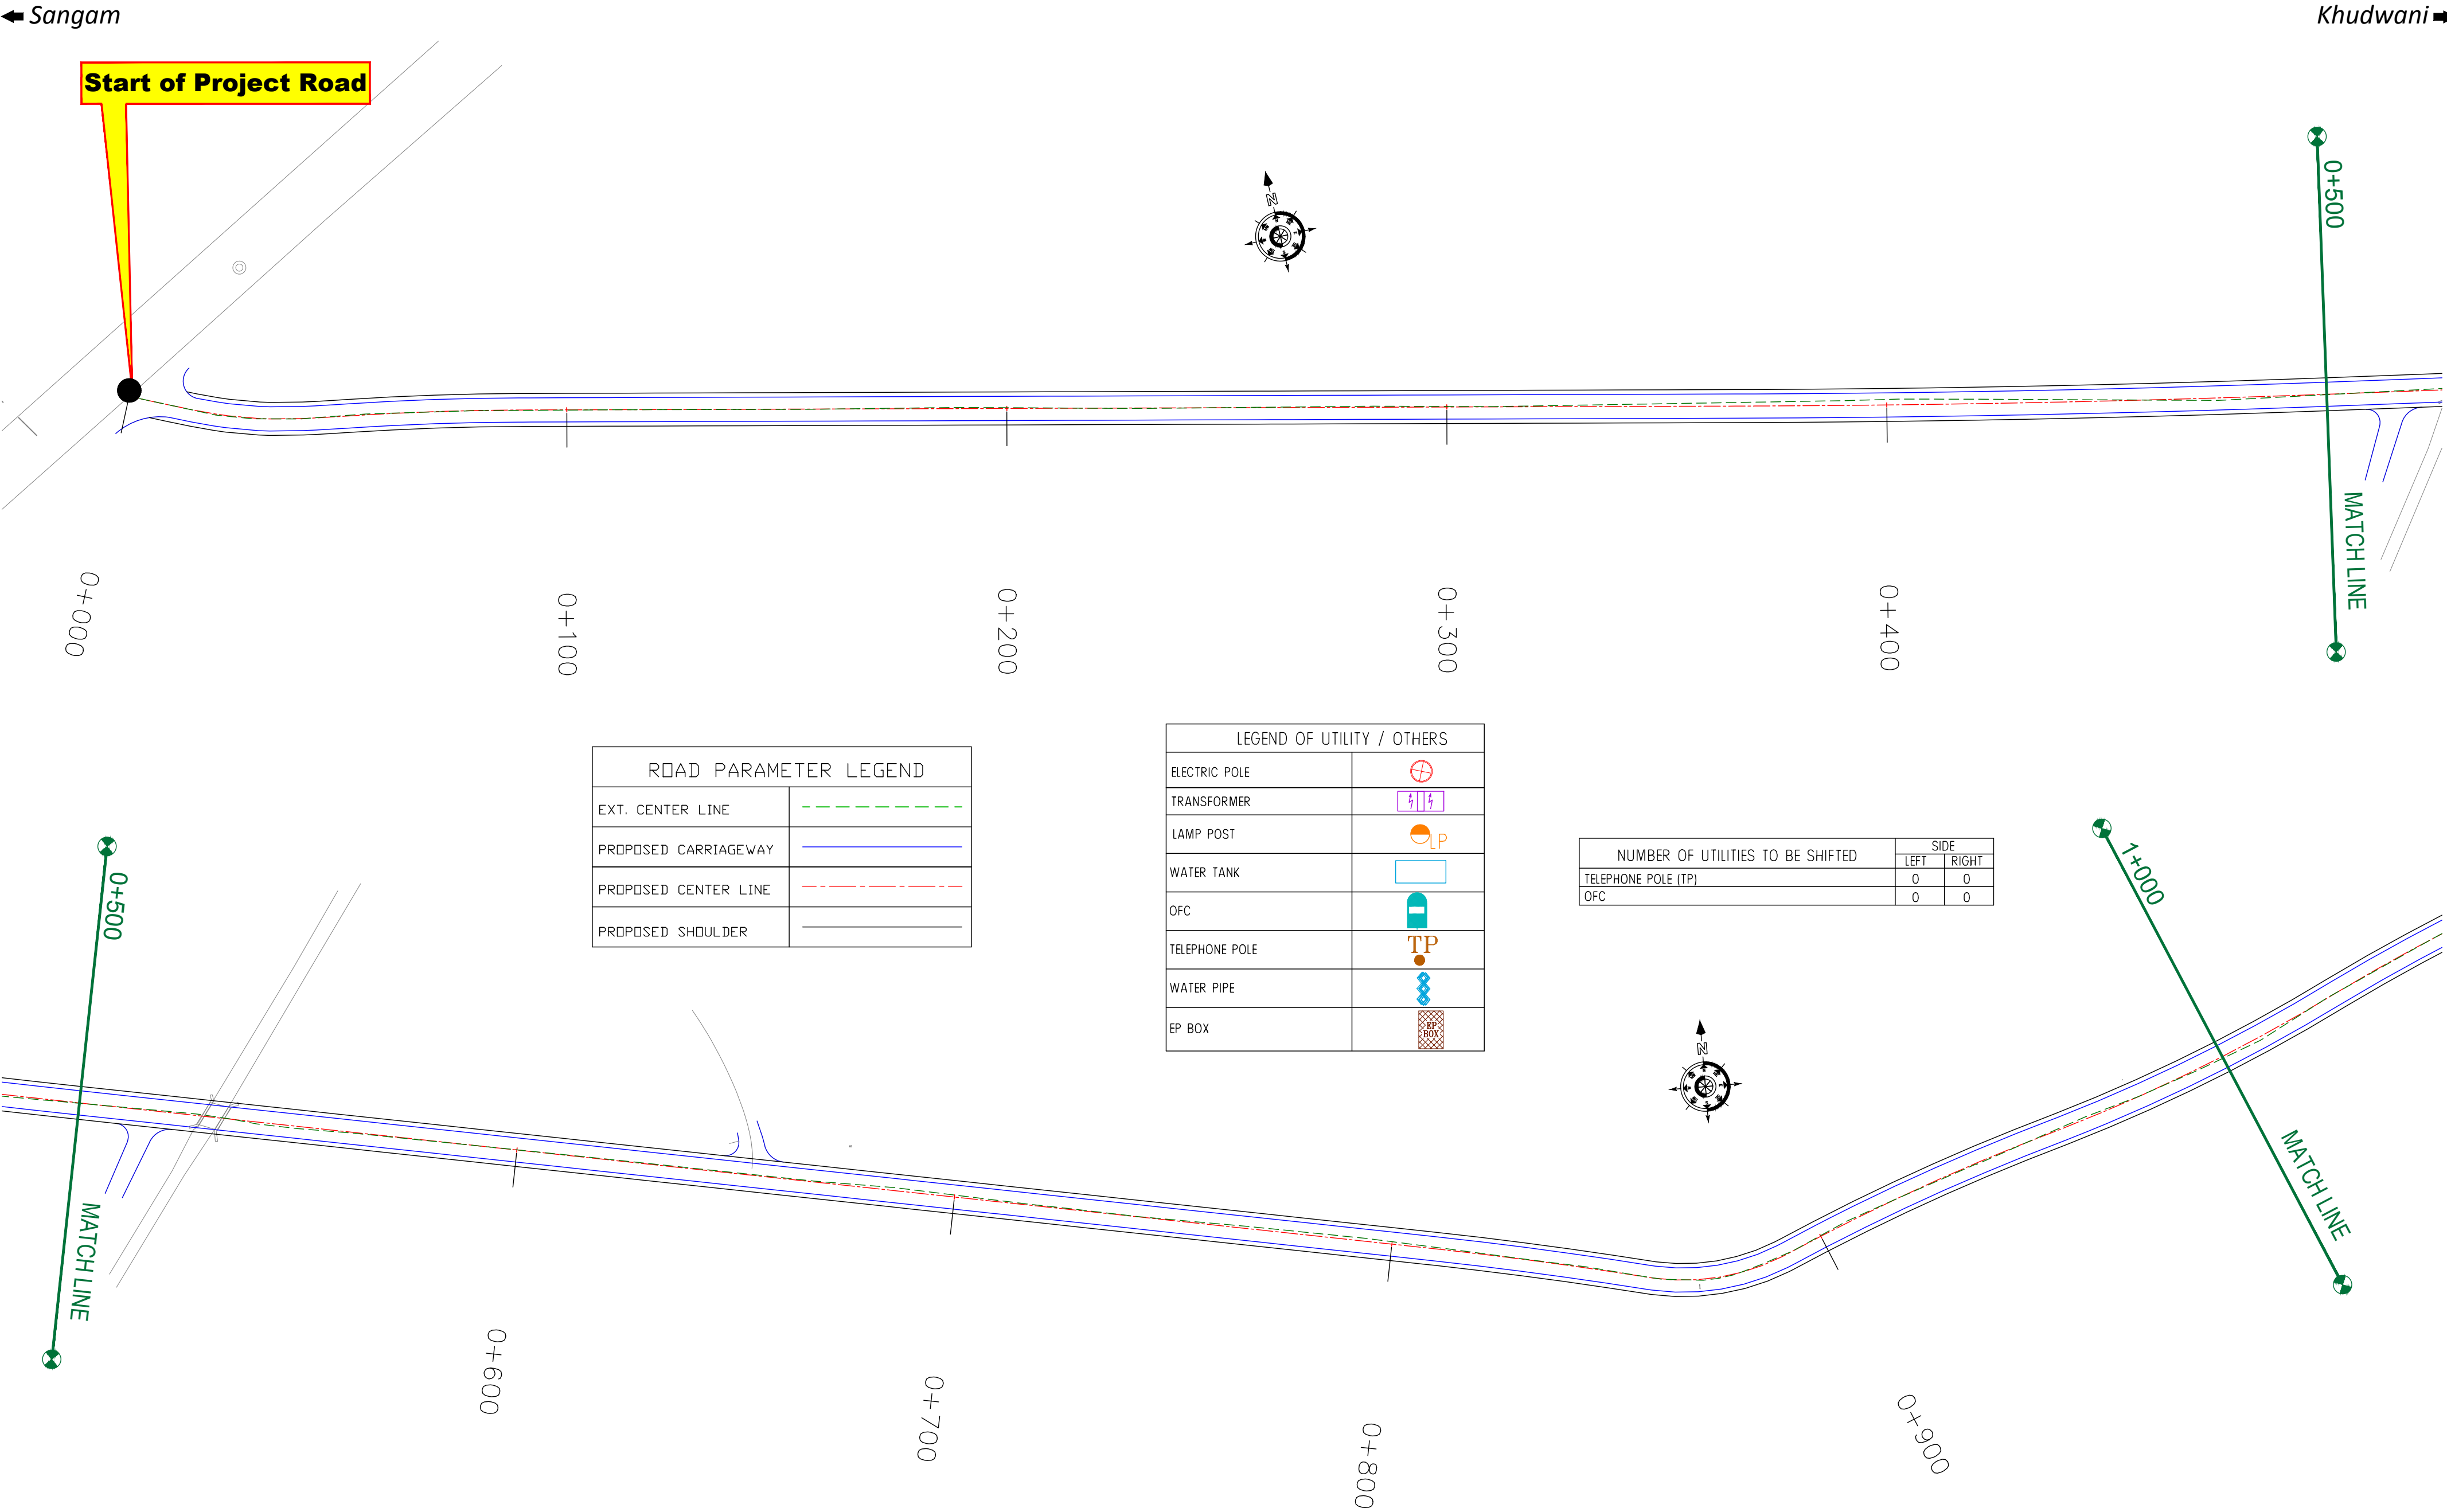 Sangam
Khudwani
Start of Project Road
N
0+500
MATCH LINE
0+000
0+100
0+200
0+300
0+400
ROAD PARAMETER LEGEND
EXT. CENTER LINE
PROPOSED CARRIAGEWAY
PROPOSED CENTER LINE
PROPOSED SHOULDER
LEGEND OF UTILITY / OTHERS
ELECTRIC POLE
TRANSFORMER
LAMP POST LP
WATER TANK
OFC
TELEPHONE POLE TP
WATER PIPE
EP BOX EP BOX
NUMBER OF UTILITIES TO BE SHIFTED SIDE
LEFT RIGHT
TELEPHONE POLE (TP) 0 0
OFC 0 0
0+500
MATCH LINE
N
1+000
MATCH LINE
0+600
0+700
0+800
0+900